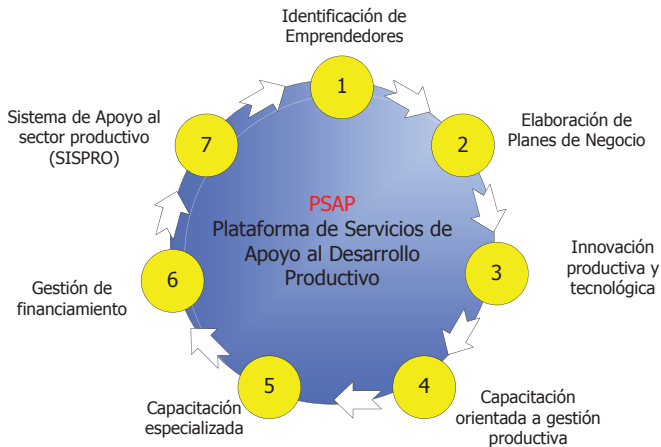 Identificación de
Emprendedores
1
Elaboración de
Planes de Negocio
2
Innovación
productiva y
tecnológica
3
Capacitación
orientada a gestión
productiva
4
Capacitación
especializada
5
Gestión de
financiamiento
6
Sistema de Apoyo al
sector productivo
(SISPRO)
7
PSAP
Plataforma de Servicios de
Apoyo al Desarrollo
Productivo